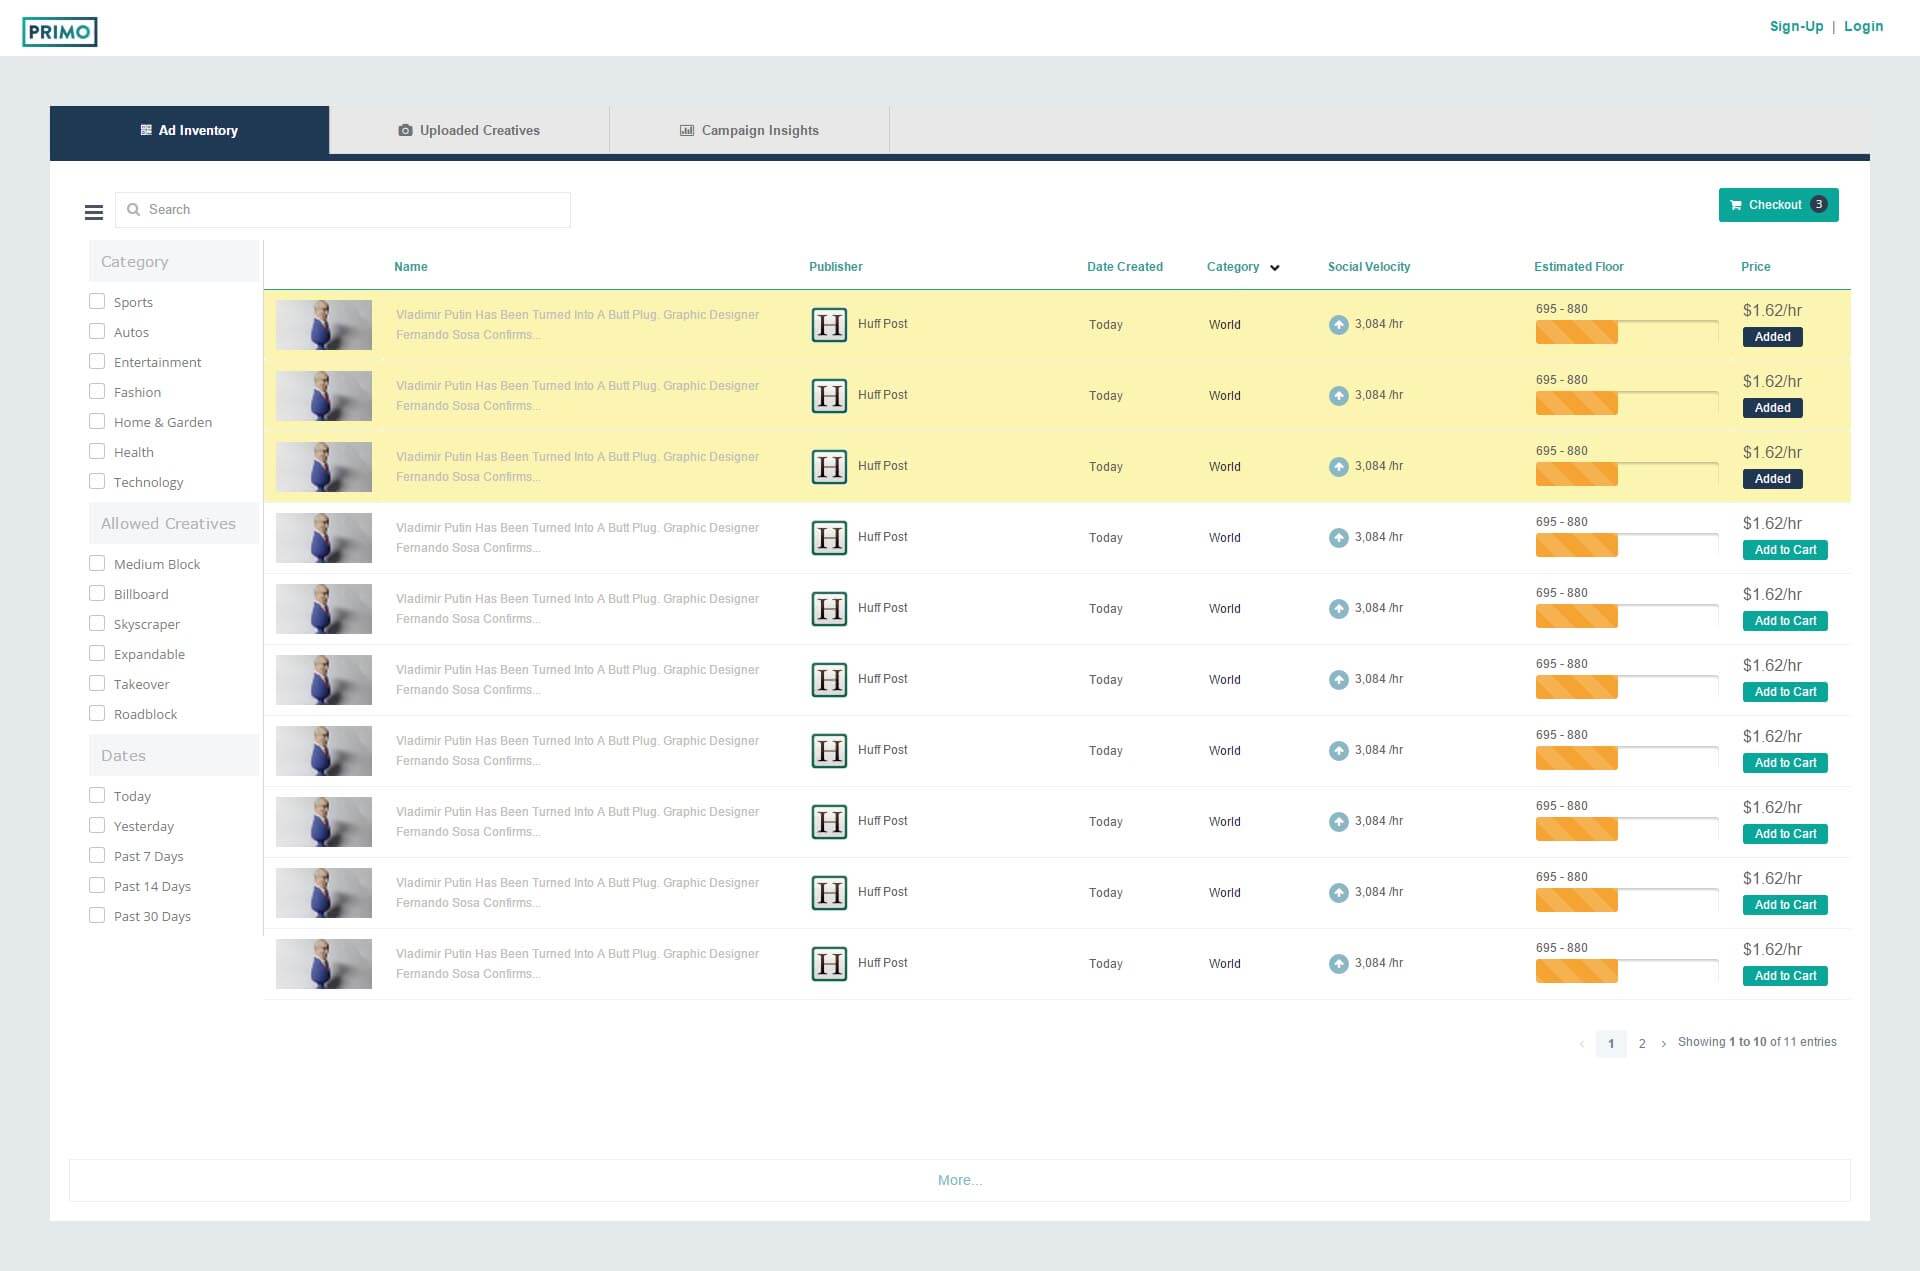 PRIMO
Sign-Up | Login
Ad Inventory
Uploaded Creatives
Campaign Insights
Search
Checkout 3
Category
Sports
Autos
Entertainment
Fashion
Home & Garden
Health
Technology
Allowed Creatives
Medium Block
Billboard
Skyscraper
Expandable
Takeover
Roadblock
Dates
Today
Yesterday
Past 7 Days
Past 14 Days
Past 30 Days
Name Publisher Date Created Category Social Velocity Estimated Floor Price
Vladimir Putin Has Been Turned Into A Butt Plug. Graphic Designer
Fernando Sosa Confirms...
H Huff Post Today World 3,084 /hr 695 - 880 $1.62/hr
Added
Vladimir Putin Has Been Turned Into A Butt Plug. Graphic Designer
Fernando Sosa Confirms...
H Huff Post Today World 3,084 /hr 695 - 880 $1.62/hr
Added
Vladimir Putin Has Been Turned Into A Butt Plug. Graphic Designer
Fernando Sosa Confirms...
H Huff Post Today World 3,084 /hr 695 - 880 $1.62/hr
Added
Vladimir Putin Has Been Turned Into A Butt Plug. Graphic Designer
Fernando Sosa Confirms...
H Huff Post Today World 3,084 /hr 695 - 880 $1.62/hr
Add to Cart
Vladimir Putin Has Been Turned Into A Butt Plug. Graphic Designer
Fernando Sosa Confirms...
H Huff Post Today World 3,084 /hr 695 - 880 $1.62/hr
Add to Cart
Vladimir Putin Has Been Turned Into A Butt Plug. Graphic Designer
Fernando Sosa Confirms...
H Huff Post Today World 3,084 /hr 695 - 880 $1.62/hr
Add to Cart
Vladimir Putin Has Been Turned Into A Butt Plug. Graphic Designer
Fernando Sosa Confirms...
H Huff Post Today World 3,084 /hr 695 - 880 $1.62/hr
Add to Cart
Vladimir Putin Has Been Turned Into A Butt Plug. Graphic Designer
Fernando Sosa Confirms...
H Huff Post Today World 3,084 /hr 695 - 880 $1.62/hr
Add to Cart
Vladimir Putin Has Been Turned Into A Butt Plug. Graphic Designer
Fernando Sosa Confirms...
H Huff Post Today World 3,084 /hr 695 - 880 $1.62/hr
Add to Cart
Vladimir Putin Has Been Turned Into A Butt Plug. Graphic Designer
Fernando Sosa Confirms...
H Huff Post Today World 3,084 /hr 695 - 880 $1.62/hr
Add to Cart
‹ 1 2 › Showing 1 to 10 of 11 entries
More...